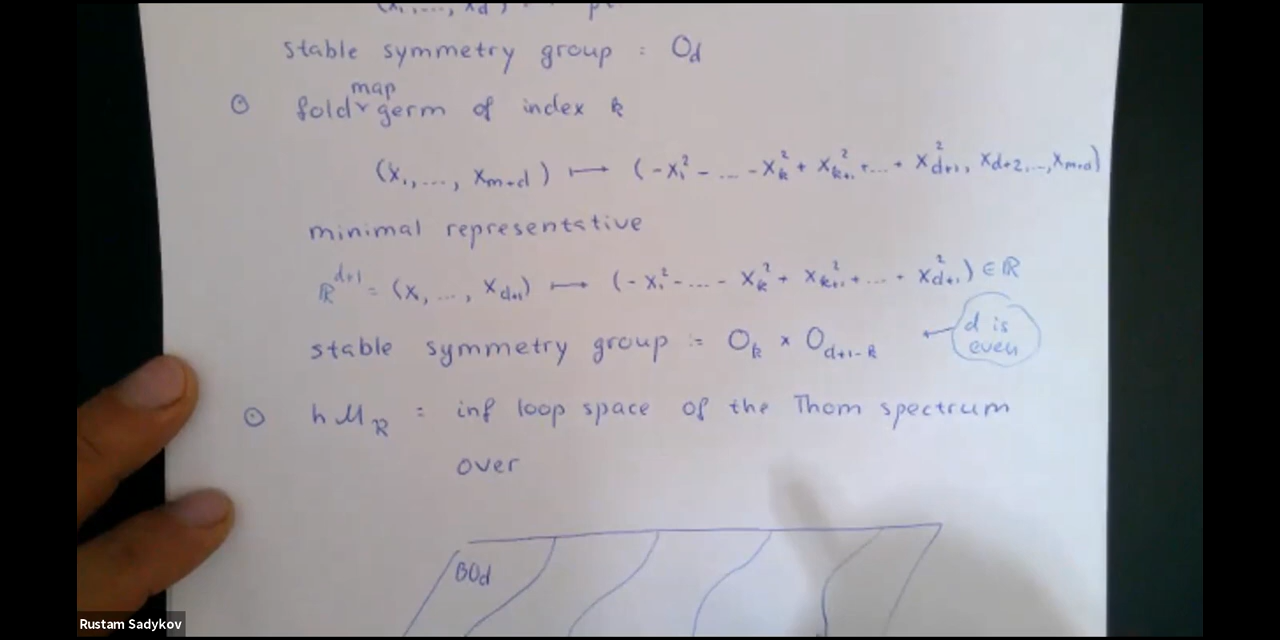 stable symmetry group : O_d
map
⊙ fold ˅ germ of index k
(x_1, ..., x_{m+d}) ⟼ (-x_1^2 - ... - x_k^2 + x_{k+1}^2 + ... + x_{d+1}^2, x_{d+2}, ..., x_{m+d})
minimal representative
ℝ^{d+1} = (x_1, ..., x_{d+1}) ⟼ (-x_1^2 - ... - x_k^2 + x_{k+1}^2 + ... + x_{d+1}^2) ∈ ℝ
stable symmetry group := O_k × O_{d+1-k} ← d is
even
⊙ hM_R = inf loop space of the Thom spectrum
over
BO_d
Rustam Sadykov